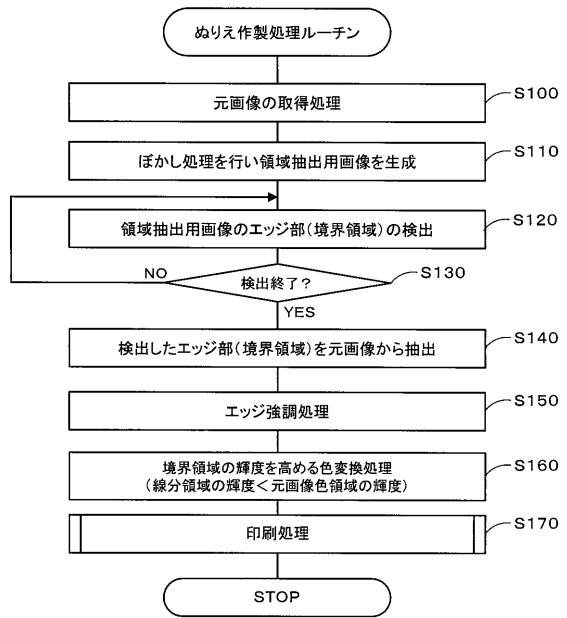 ぬりえ作製処理ルーチン
元画像の取得処理
S100
ぼかし処理を行い領域抽出用画像を生成
S110
領域抽出用画像のエッジ部(境界領域)の検出
S120
NO
検出終了?
S130
YES
検出したエッジ部(境界領域)を元画像から抽出
S140
エッジ強調処理
S150
境界領域の輝度を高める色変換処理
(線分領域の輝度<元画像色領域の輝度)
S160
印刷処理
S170
STOP